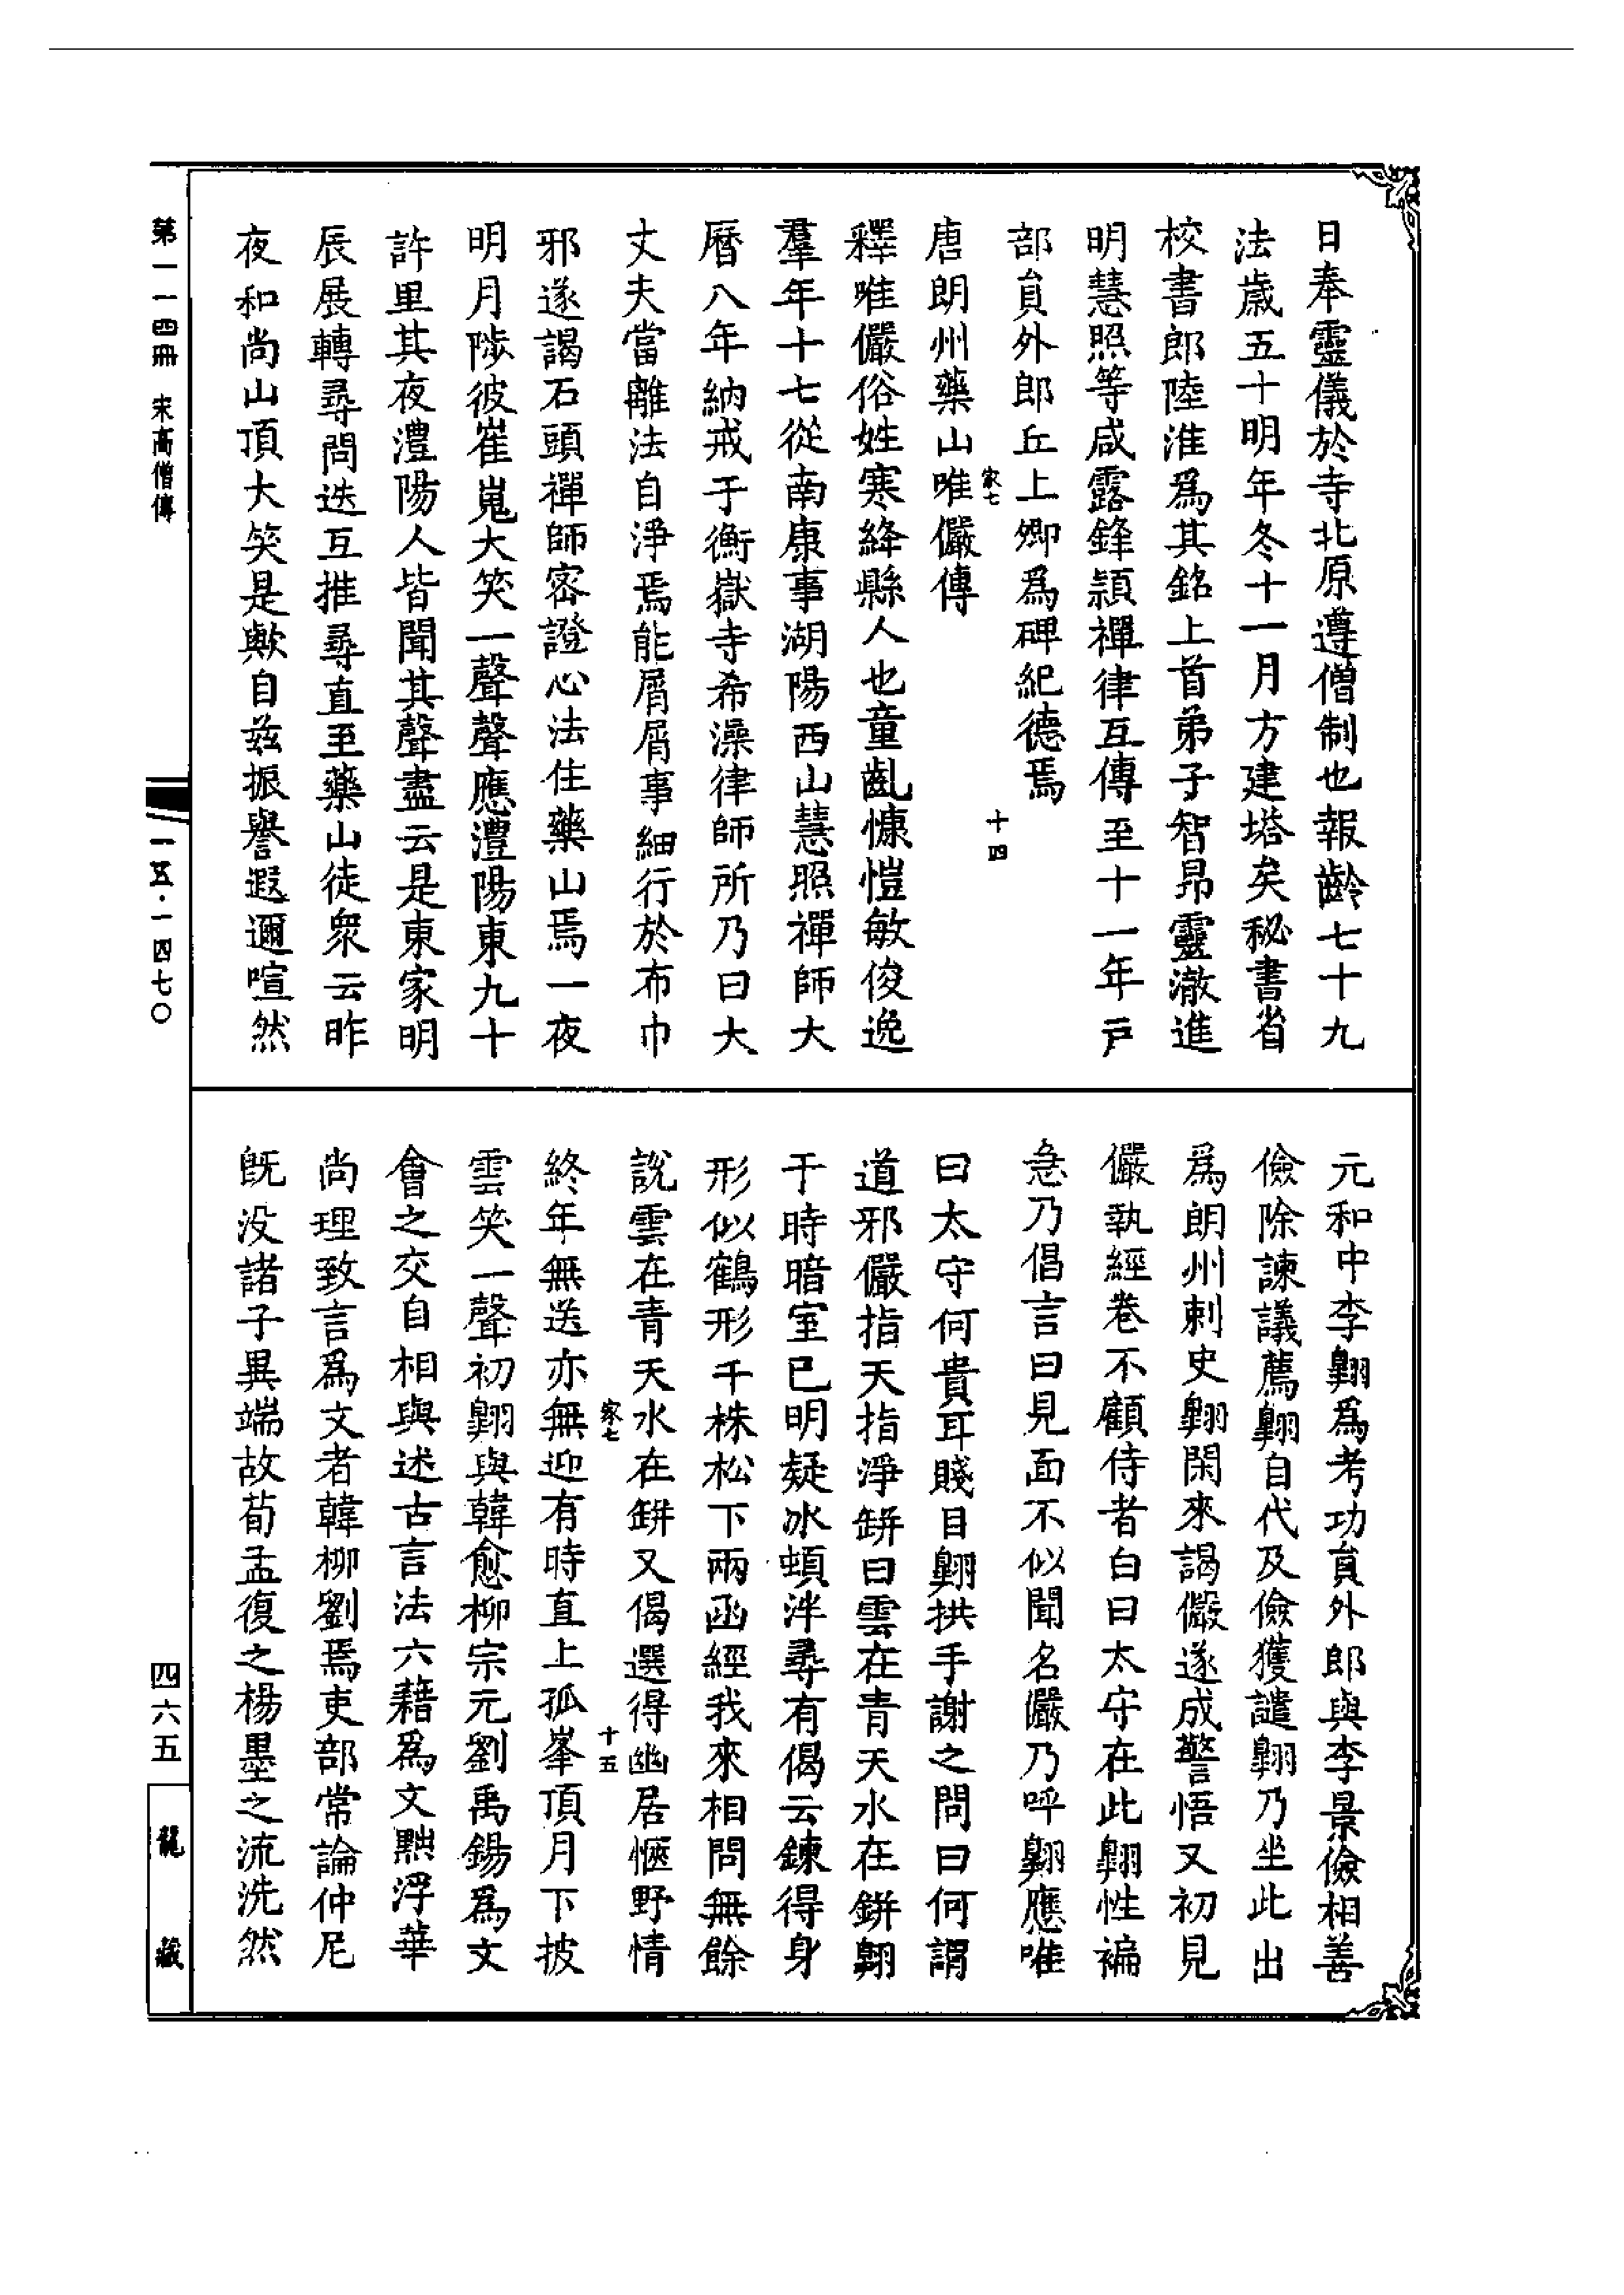 日奉靈儀於寺北原遵僧制也報齡七十九
法歲五十明年冬十一月方建塔矣秘書省
校書郎陸淮爲其銘上首弟子智昂靈澈進
明慧照等咸露鋒頴禪律互傳至十一年戸
部貟外郎丘上卿爲碑紀德焉
家七
十四
唐朗州藥山唯儼傳
釋唯儼俗姓寒絳縣人也童齓慷愷敏俊逸
羣年十七從南康事湖陽西山慧照禪師大
曆八年納戒于衡嶽寺希澡律師所乃曰大
丈夫當離法自淨焉能屑屑事細行於布巾
邪遂謁石頭禪師密證心法住藥山焉一夜
明月陟彼崔嵬大笑一聲聲應澧陽東九十
許里其夜澧陽人皆聞其聲盡云是東家明
辰展轉尋問迭互推尋直至藥山徒眾云昨
夜和尚山頂大笑是歟自茲振譽遐邇喧然
元和中李翺爲考功貟外郎與李景儉相善
儉除諫議薦翺自代及儉獲譴翺乃坐此出
爲朗州刺史翺閑來謁儼遂成警悟又初見
儼執經卷不顧侍者白曰太守在此翺性褊
急乃倡言曰見面不似聞名儼乃呼翺應唯
曰太守何貴耳賤目翺拱手謝之問曰何謂
道邪儼指天指淨缾曰雲在青天水在缾翺
于時暗室已明疑冰頓泮尋有偈云鍊得身
形似鶴形千株松下兩函經我來相問無餘
說雲在青天水在缾又偈選得幽居愜野情
家七
十五
終年無送亦無迎有時直上孤峯頂月下披
雲笑一聲初翺與韓愈柳宗元劉禹錫爲文
會之交自相與述古言法六藉爲文黜浮華
尚理致言爲文者韓柳劉焉吏部常論仲尼
旣没諸子異端故荀孟復之楊墨之流洗然
第一一四冊 宋高僧傳
一五·一四七〇
四六五
龍藏